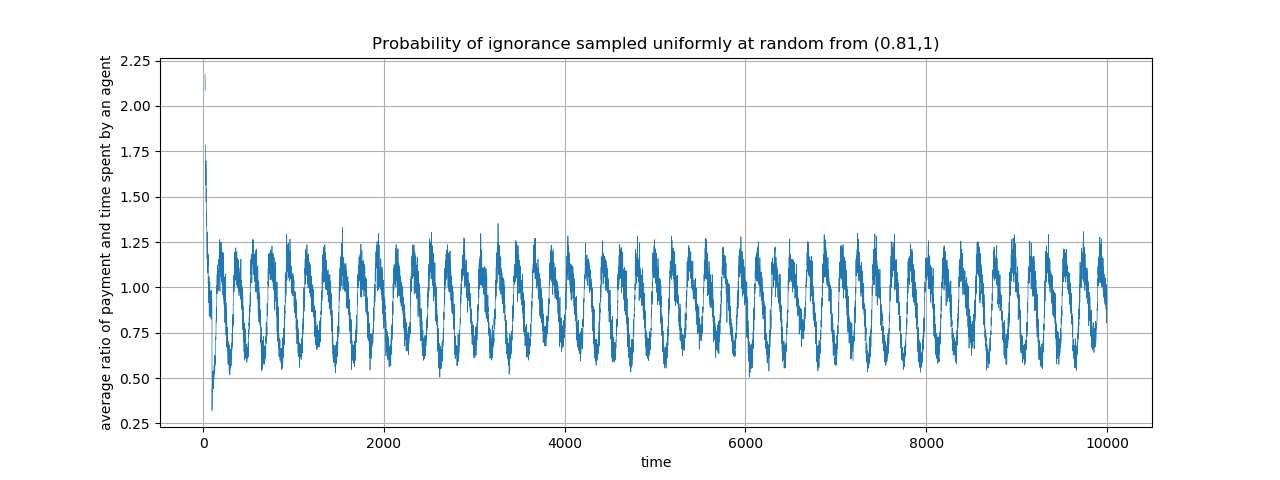 Probability of ignorance sampled uniformly at random from (0.81,1)
average ratio of payment and time spent by an agent
2.25
2.00
1.75
1.50
1.25
1.00
0.75
0.50
0.25
0 2000 4000 6000 8000 10000
time